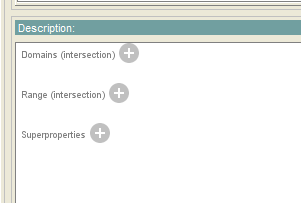 Description:
Domains (intersection)
Range (intersection)
Superproperties